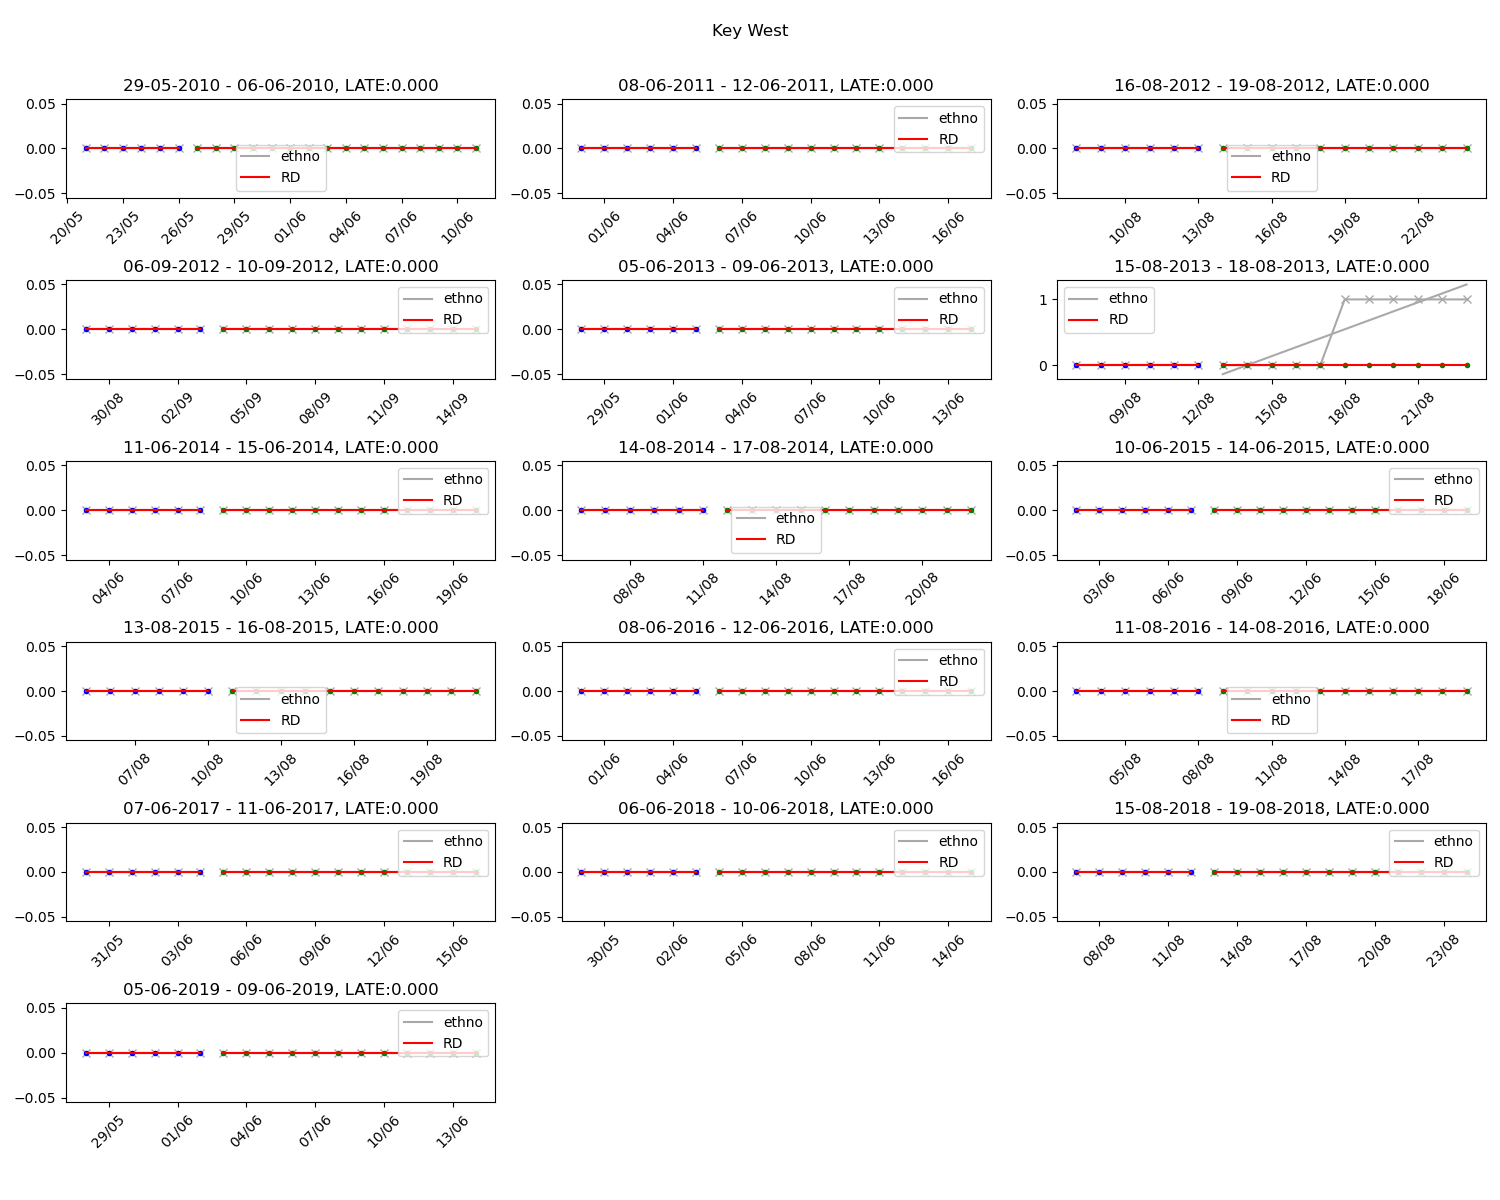 Key West
29-05-2010 - 06-06-2010, LATE:0.000
0.05
0.00
−0.05
ethno
RD
20/05 23/05 26/05 29/05 01/06 04/06 07/06 10/06
08-06-2011 - 12-06-2011, LATE:0.000
0.05
0.00
−0.05
ethno
RD
01/06 04/06 07/06 10/06 13/06 16/06
16-08-2012 - 19-08-2012, LATE:0.000
0.05
0.00
−0.05
ethno
RD
10/08 13/08 16/08 19/08 22/08
06-09-2012 - 10-09-2012, LATE:0.000
0.05
0.00
−0.05
ethno
RD
30/08 02/09 05/09 08/09 11/09 14/09
05-06-2013 - 09-06-2013, LATE:0.000
0.05
0.00
−0.05
ethno
RD
29/05 01/06 04/06 07/06 10/06 13/06
15-08-2013 - 18-08-2013, LATE:0.000
1
0
ethno
RD
09/08 12/08 15/08 18/08 21/08
11-06-2014 - 15-06-2014, LATE:0.000
0.05
0.00
−0.05
ethno
RD
04/06 07/06 10/06 13/06 16/06 19/06
14-08-2014 - 17-08-2014, LATE:0.000
0.05
0.00
−0.05
ethno
RD
08/08 11/08 14/08 17/08 20/08
10-06-2015 - 14-06-2015, LATE:0.000
0.05
0.00
−0.05
ethno
RD
03/06 06/06 09/06 12/06 15/06 18/06
13-08-2015 - 16-08-2015, LATE:0.000
0.05
0.00
−0.05
ethno
RD
07/08 10/08 13/08 16/08 19/08
08-06-2016 - 12-06-2016, LATE:0.000
0.05
0.00
−0.05
ethno
RD
01/06 04/06 07/06 10/06 13/06 16/06
11-08-2016 - 14-08-2016, LATE:0.000
0.05
0.00
−0.05
ethno
RD
05/08 08/08 11/08 14/08 17/08
07-06-2017 - 11-06-2017, LATE:0.000
0.05
0.00
−0.05
ethno
RD
31/05 03/06 06/06 09/06 12/06 15/06
06-06-2018 - 10-06-2018, LATE:0.000
0.05
0.00
−0.05
ethno
RD
30/05 02/06 05/06 08/06 11/06 14/06
15-08-2018 - 19-08-2018, LATE:0.000
0.05
0.00
−0.05
ethno
RD
08/08 11/08 14/08 17/08 20/08 23/08
05-06-2019 - 09-06-2019, LATE:0.000
0.05
0.00
−0.05
ethno
RD
29/05 01/06 04/06 07/06 10/06 13/06